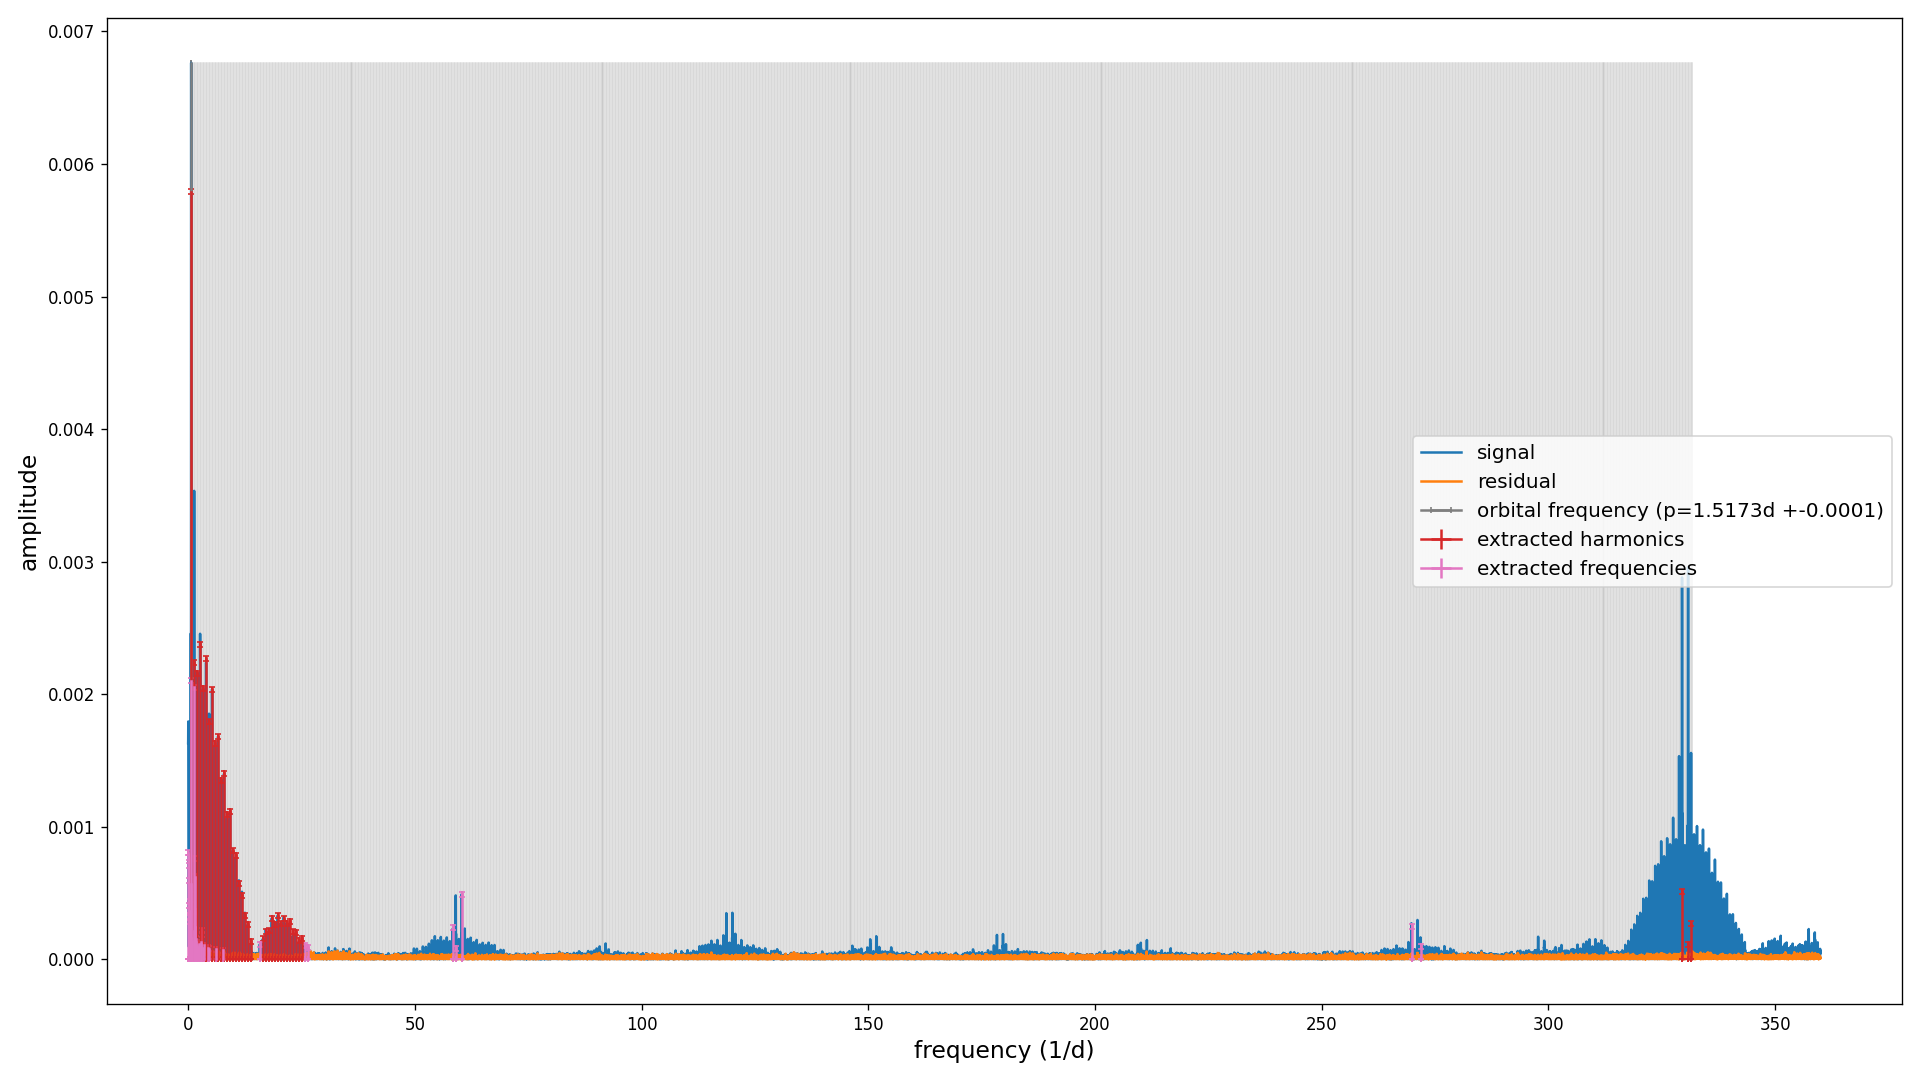 0.007
0.006
0.005
0.004
0.003
0.002
0.001
0.000
amplitude
signal
residual
orbital frequency (p=1.5173d +-0.0001)
extracted harmonics
extracted frequencies
0 50 100 150 200 250 300 350
frequency (1/d)